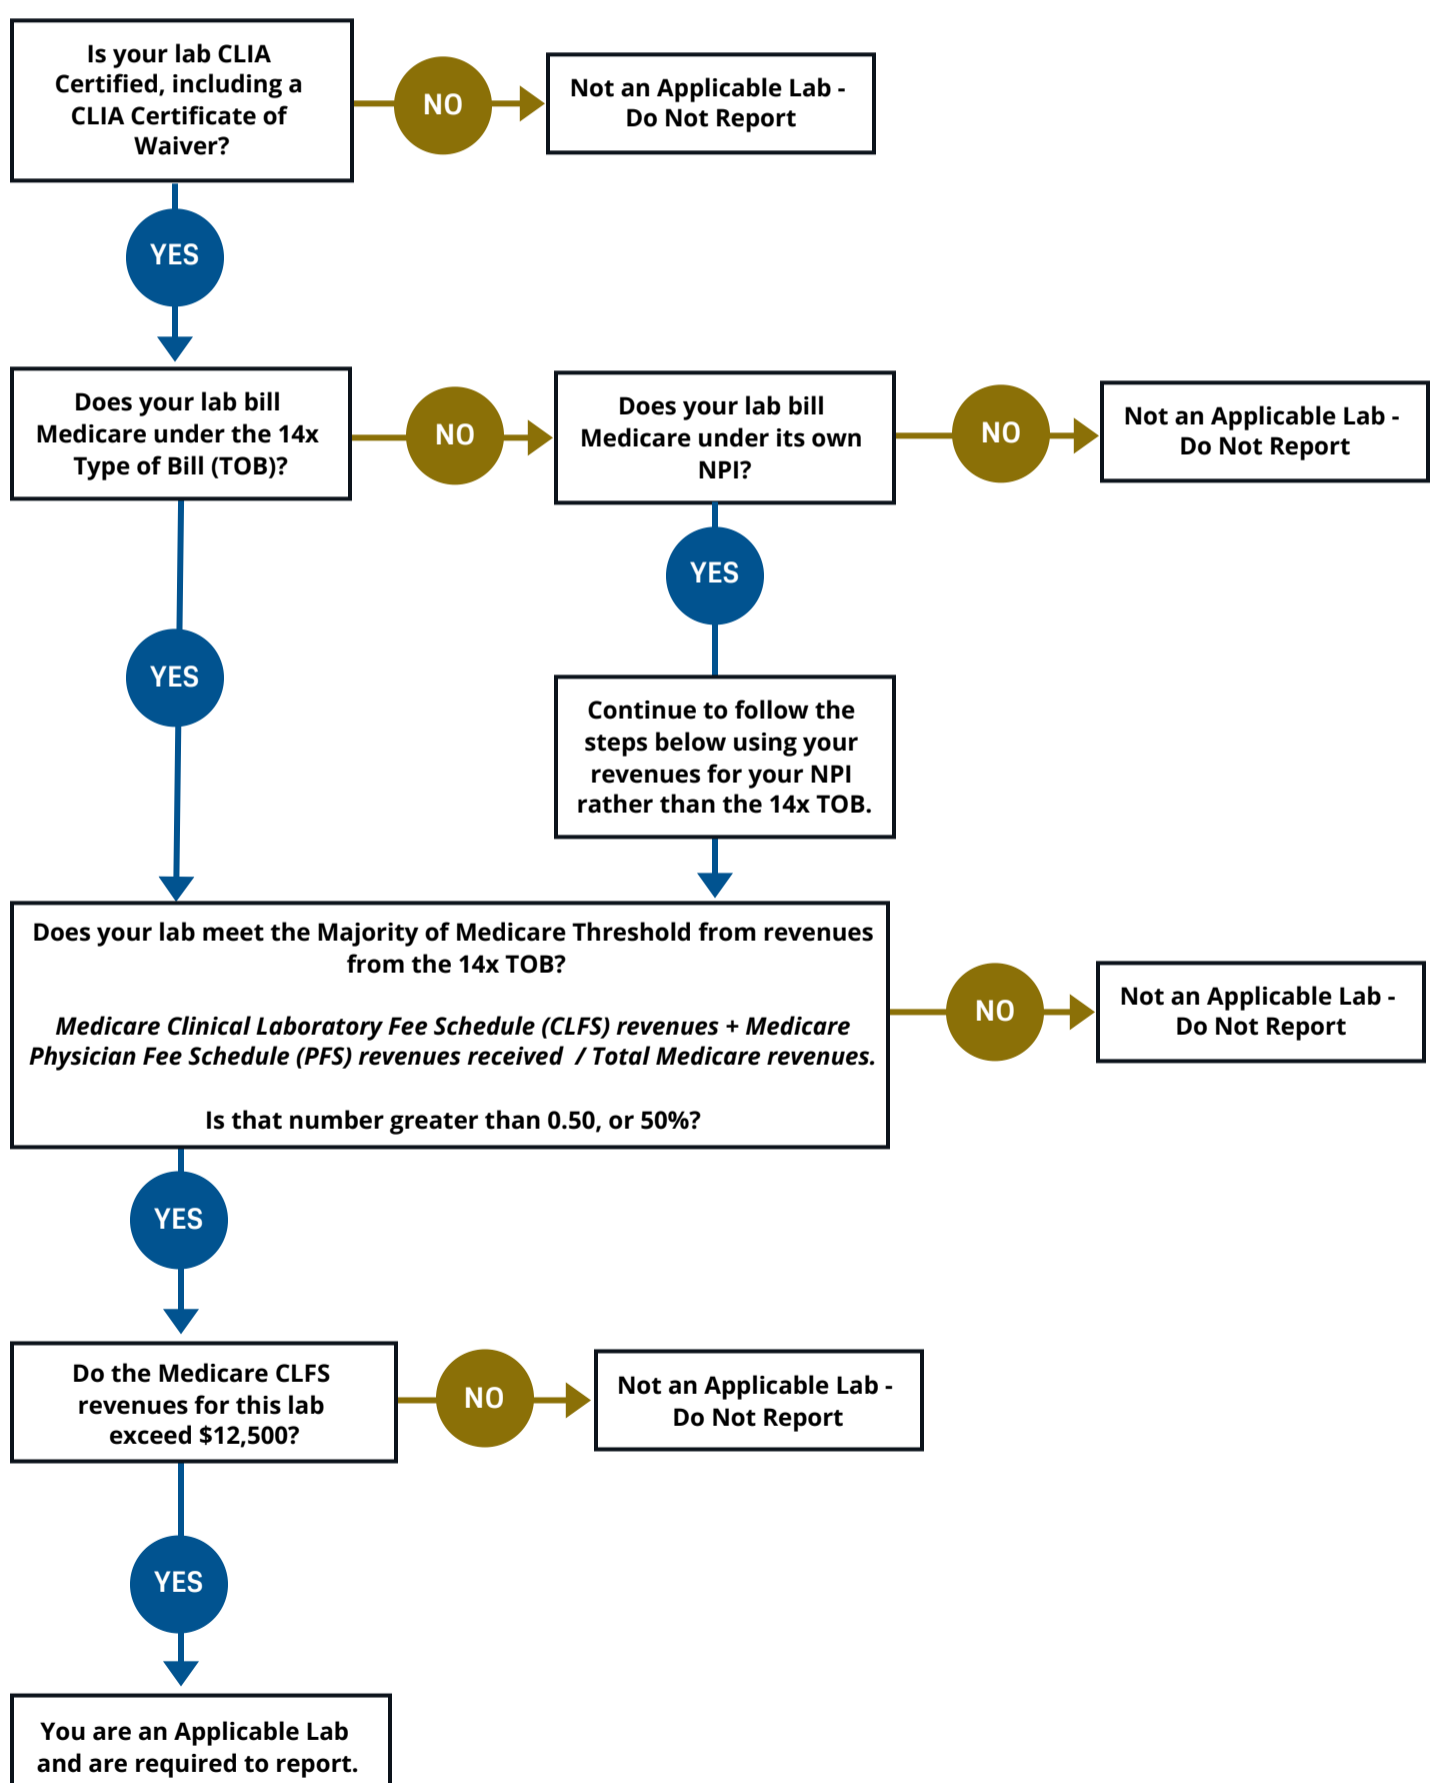 Is your lab CLIA
Certified, including a
CLIA Certificate of
Waiver?
NO
Not an Applicable Lab -
Do Not Report
YES
Does your lab bill
Medicare under the 14x
Type of Bill (TOB)?
NO
Does your lab bill
Medicare under its own
NPI?
NO
Not an Applicable Lab -
Do Not Report
YES
YES
Continue to follow the
steps below using your
revenues for your NPI
rather than the 14x TOB.
Does your lab meet the Majority of Medicare Threshold from revenues
from the 14x TOB?
Medicare Clinical Laboratory Fee Schedule (CLFS) revenues + Medicare
Physician Fee Schedule (PFS) revenues received / Total Medicare revenues.
Is that number greater than 0.50, or 50%?
NO
Not an Applicable Lab -
Do Not Report
YES
Do the Medicare CLFS
revenues for this lab
exceed $12,500?
NO
Not an Applicable Lab -
Do Not Report
YES
You are an Applicable Lab
and are required to report.